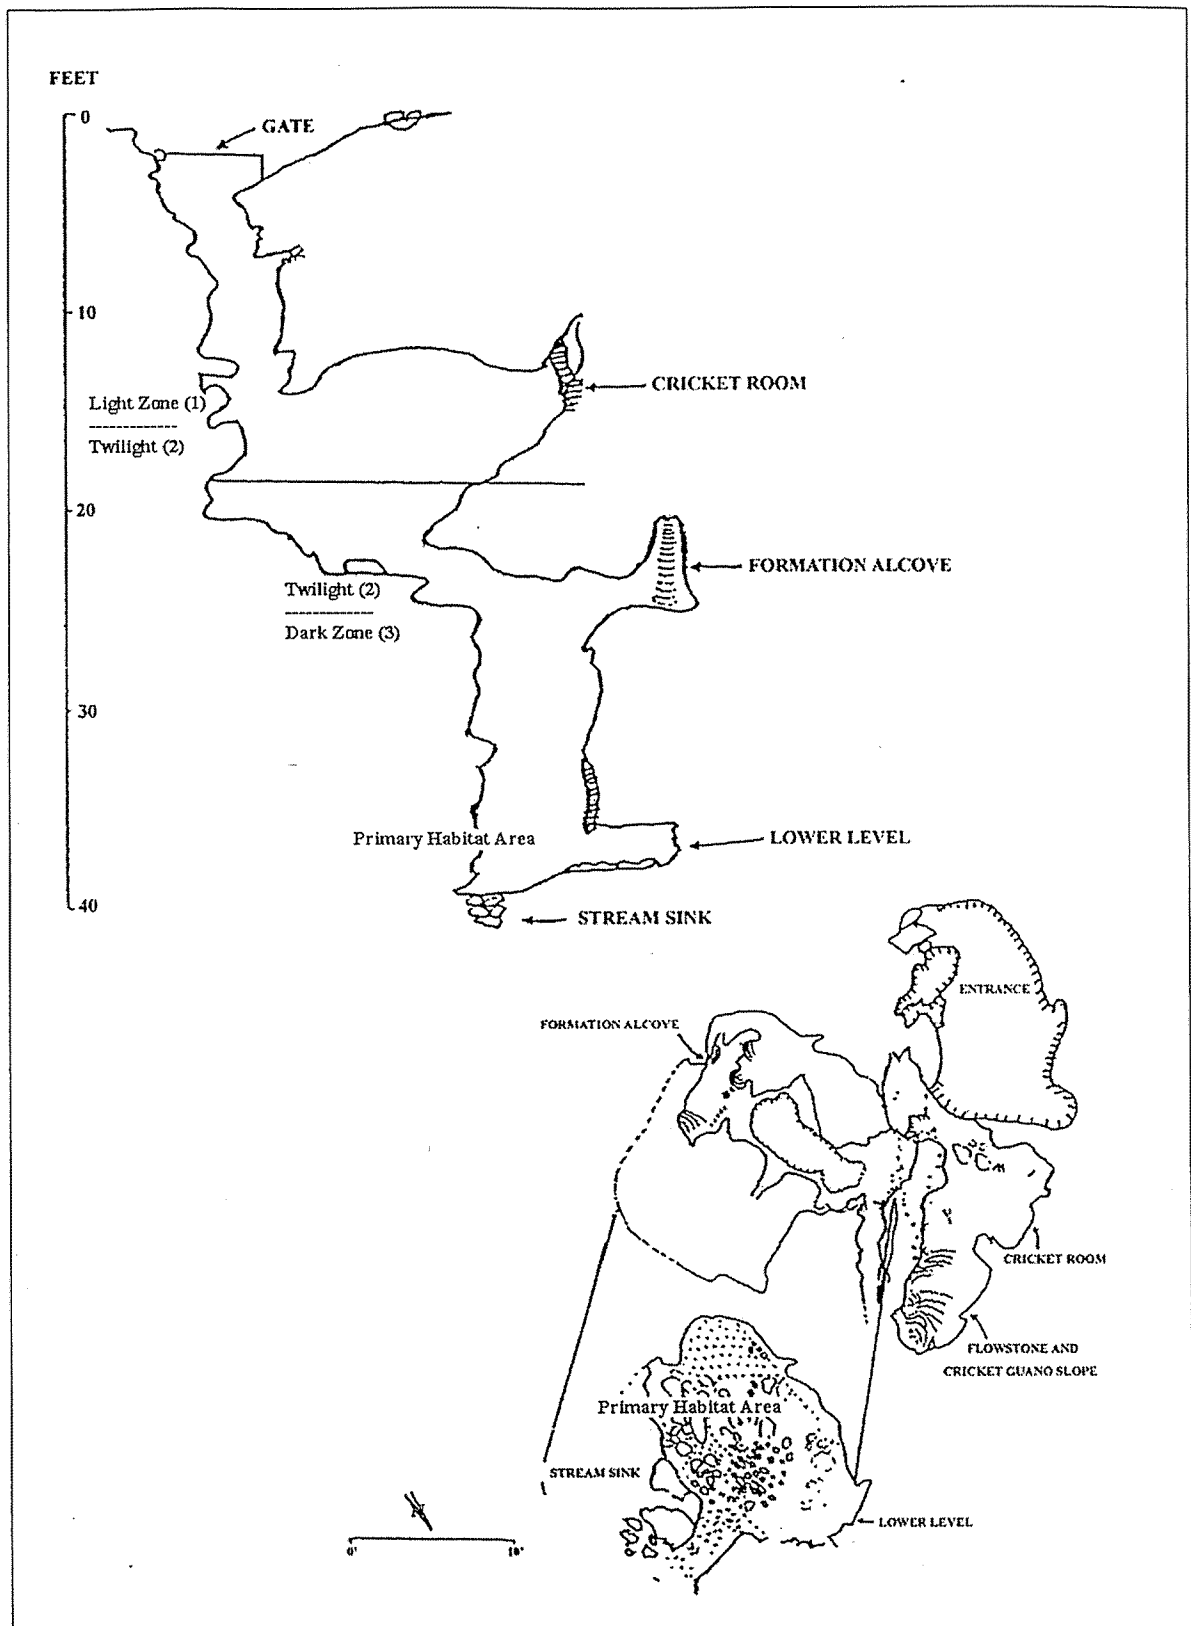 FEET
0
GATE
10
CRICKET ROOM
Light Zone (1)
Twilight (2)
20
FORMATION ALCOVE
Twilight (2)
Dark Zone (3)
30
Primary Habitat Area
LOWER LEVEL
40
STREAM SINK
ENTRANCE
FORMATION ALCOVE
CRICKET ROOM
FLOWSTONE AND
CRICKET GUANO SLOPE
Primary Habitat Area
STREAM SINK
LOWER LEVEL
N
0'
10'